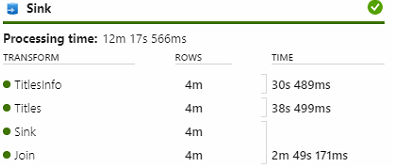 Sink
Processing time: 12m 17s 566ms
TRANSFORM ROWS TIME
TitlesInfo 4m 30s 489ms
Titles 4m 38s 499ms
Sink 4m
Join 4m 2m 49s 171ms